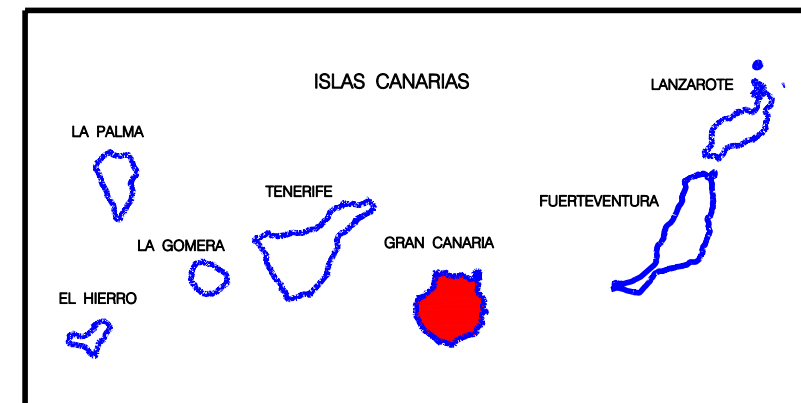 ISLAS CANARIAS
LANZAROTE
LA PALMA
TENERIFE
FUERTEVENTURA
LA GOMERA
GRAN CANARIA
EL HIERRO